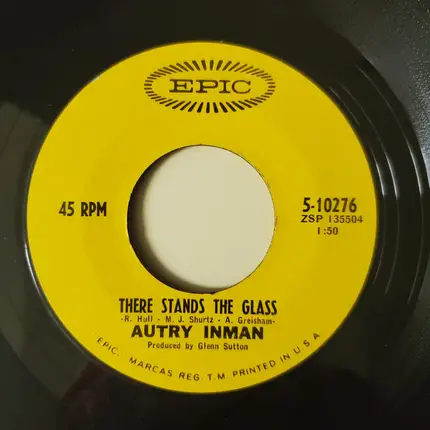 EPIC
45 RPM
5-10276
ZSP 135504
1:50
THERE STANDS THE GLASS
-R. Hull - M. J. Shurtz - A. Greisham-
AUTRY INMAN
Produced by Glenn Sutton
EPIC. MARCAS REG T.M. PRINTED IN U.S.A